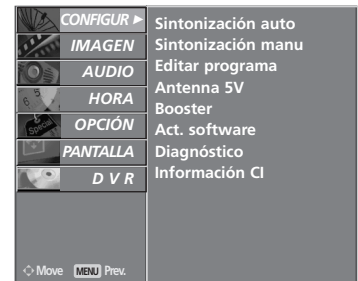 CONFIGUR ▶
IMAGEN
AUDIO
HORA
OPCIÓN
PANTALLA
D V R
Sintonización auto
Sintonización manu
Editar programa
Antenna 5V
Booster
Act. software
Diagnóstico
Información CI
Move MENU Prev.